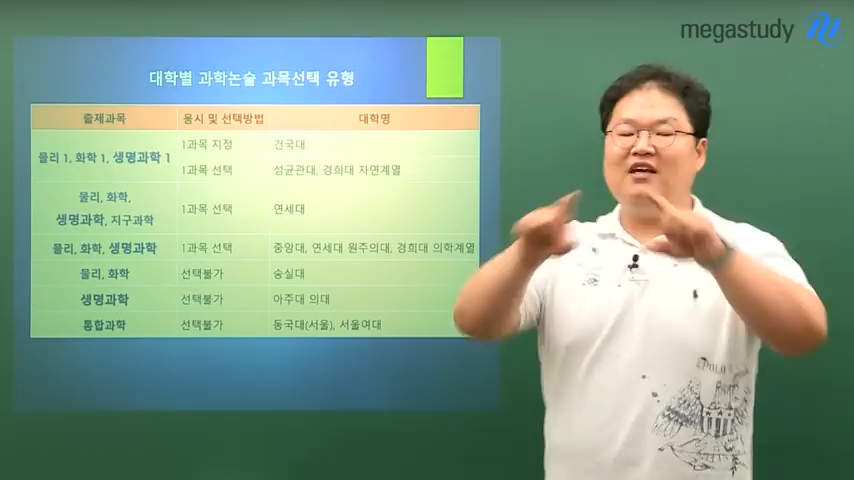 megastudy
대학별 과학논술 과목선택 유형
출제과목 응시 및 선택방법 대학명
물리 1, 화학 1, 생명과학 1 1과목 지정 건국대
1과목 선택 성균관대, 경희대 자연계열
물리, 화학,
생명과학, 지구과학 1과목 선택 연세대
물리, 화학, 생명과학 1과목 선택 중앙대, 연세대 원주의대, 경희대 의학계열
물리, 화학 선택불가 숭실대
생명과학 선택불가 아주대 의대
통합과학 선택불가 동국대(서울), 서울여대
POLO